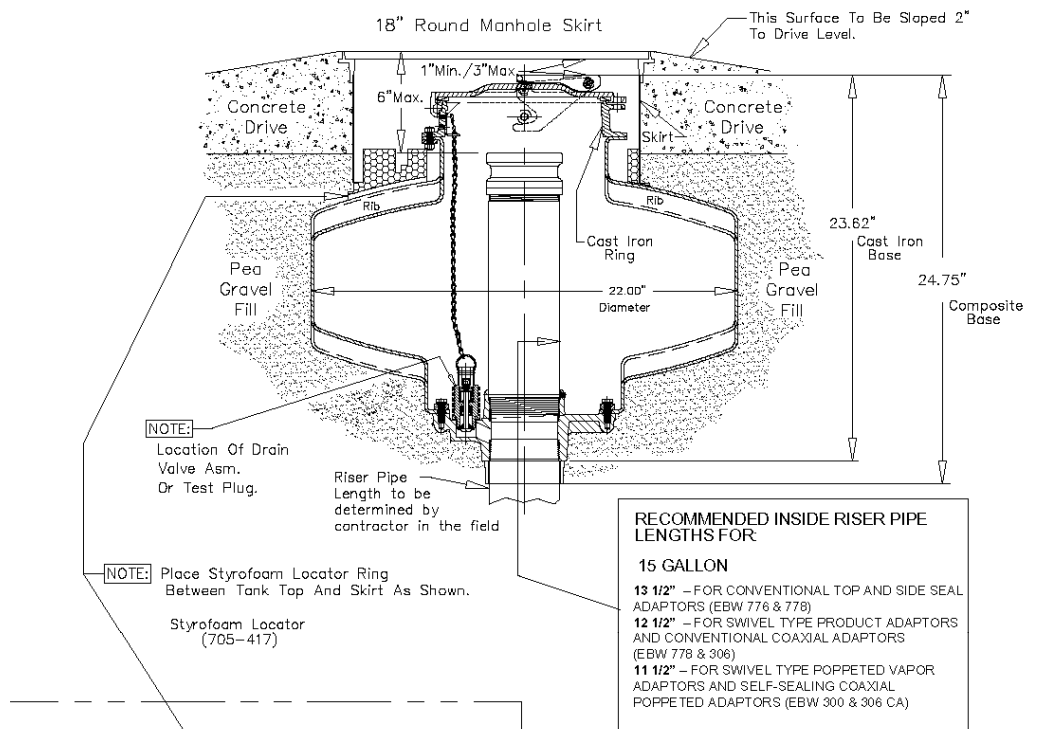 18" Round Manhole Skirt
This Surface To Be Sloped 2"
To Drive Level.
1"Min./3"Max.
6"Max.
Concrete
Drive
Skirt
Concrete
Drive
Rib
Rib
Cast Iron
Ring
23.62"
Cast Iron
Base
24.75"
Composite
Base
Pea
Gravel
Fill
22.00"
Diameter
Pea
Gravel
Fill
NOTE:
Location Of Drain
Valve Asm.
Or Test Plug.
Riser Pipe
Length to be
determined by
contractor in the field
NOTE: Place Styrofoam Locator Ring
Between Tank Top And Skirt As Shown.
Styrofoam Locator
(705-417)
RECOMMENDED INSIDE RISER PIPE
LENGTHS FOR:
15 GALLON
13 1/2" – FOR CONVENTIONAL TOP AND SIDE SEAL
ADAPTORS (EBW 776 & 778)
12 1/2" – FOR SWIVEL TYPE PRODUCT ADAPTORS
AND CONVENTIONAL COAXIAL ADAPTORS
(EBW 778 & 306)
11 1/2" – FOR SWIVEL TYPE POPPETED VAPOR
ADAPTORS AND SELF-SEALING COAXIAL
POPPETED ADAPTORS (EBW 300 & 306 CA)